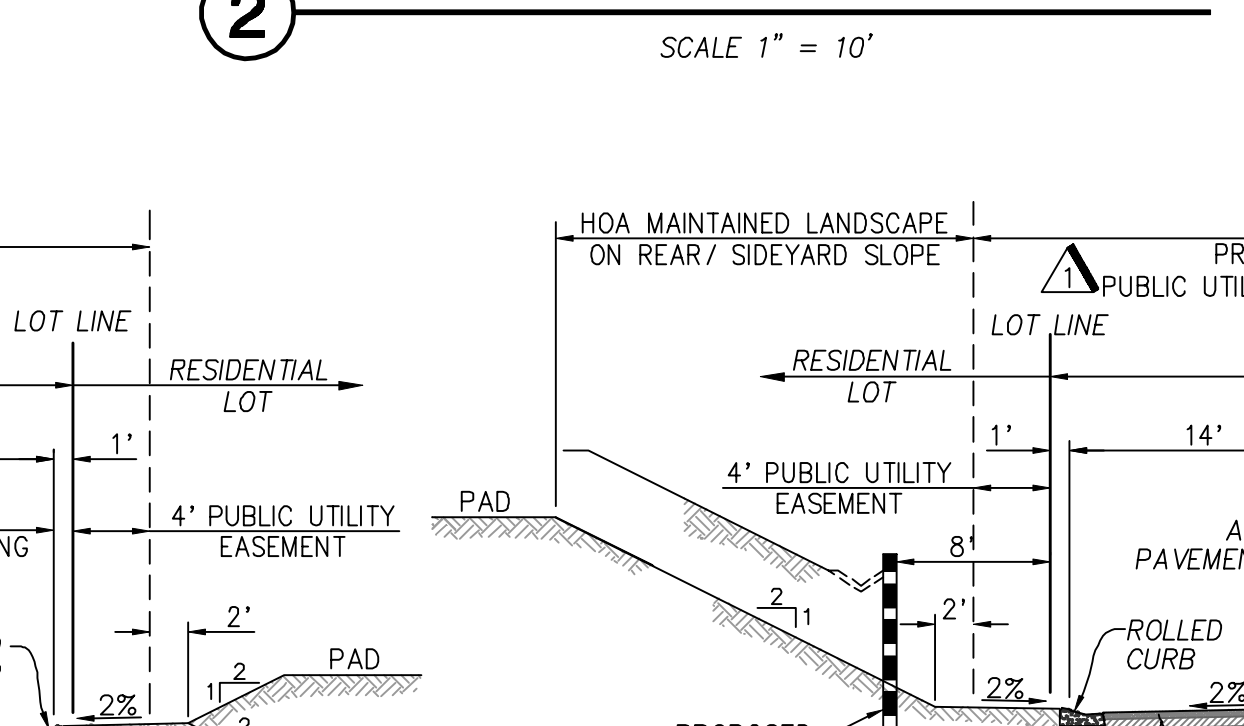 2
SCALE 1" = 10'
HOA MAINTAINED LANDSCAPE
ON REAR/ SIDEYARD SLOPE
1
PUBLIC
LOT LINE
LOT LINE
RESIDENTIAL
LOT
RESIDENTIAL
LOT
1'
1'
14'
4' PUBLIC UTILITY
EASEMENT
PAD
4' PUBLIC UTILITY
EASEMENT
8'
2'
2
1
2'
ROLLED
CURB
PAD
2
1
2%
2
2%
2%